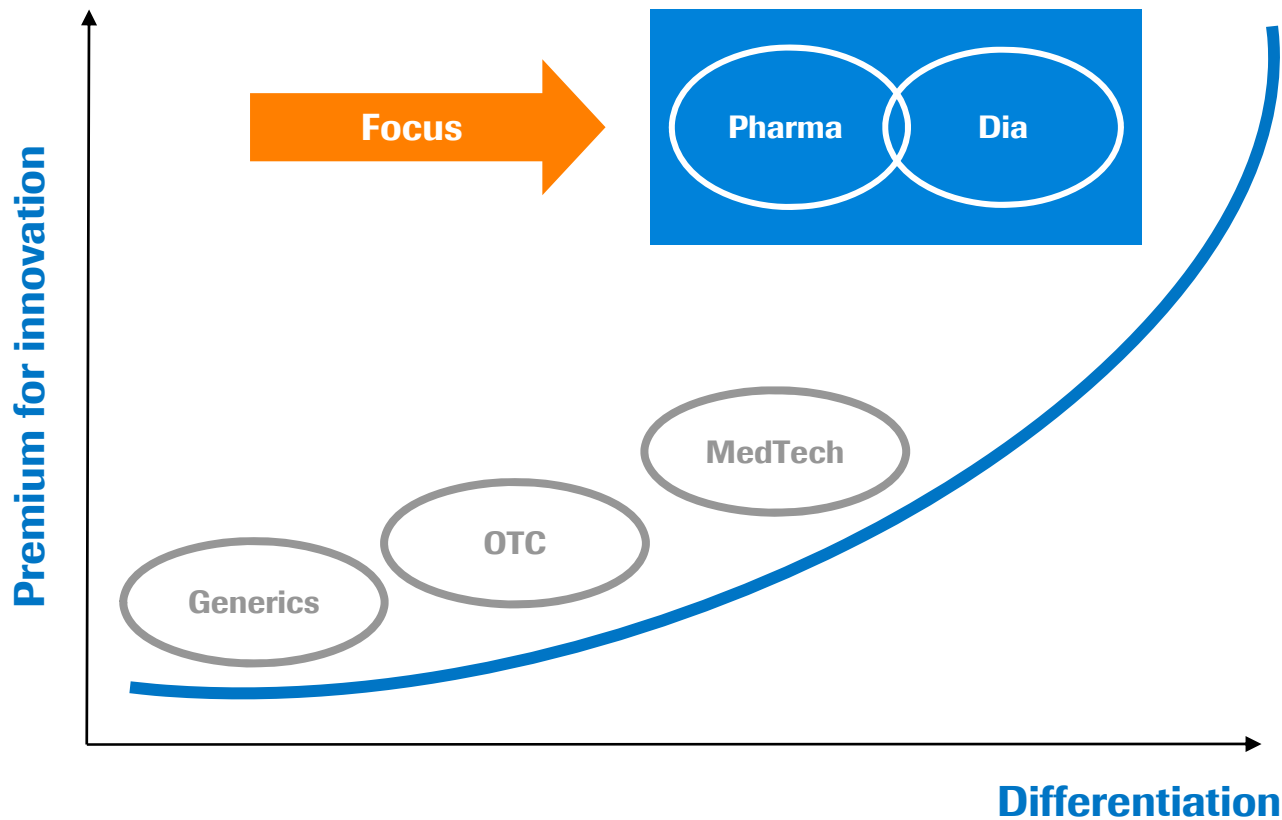 Premium for innovation
Focus
Pharma
Dia
MedTech
OTC
Generics
Differentiation